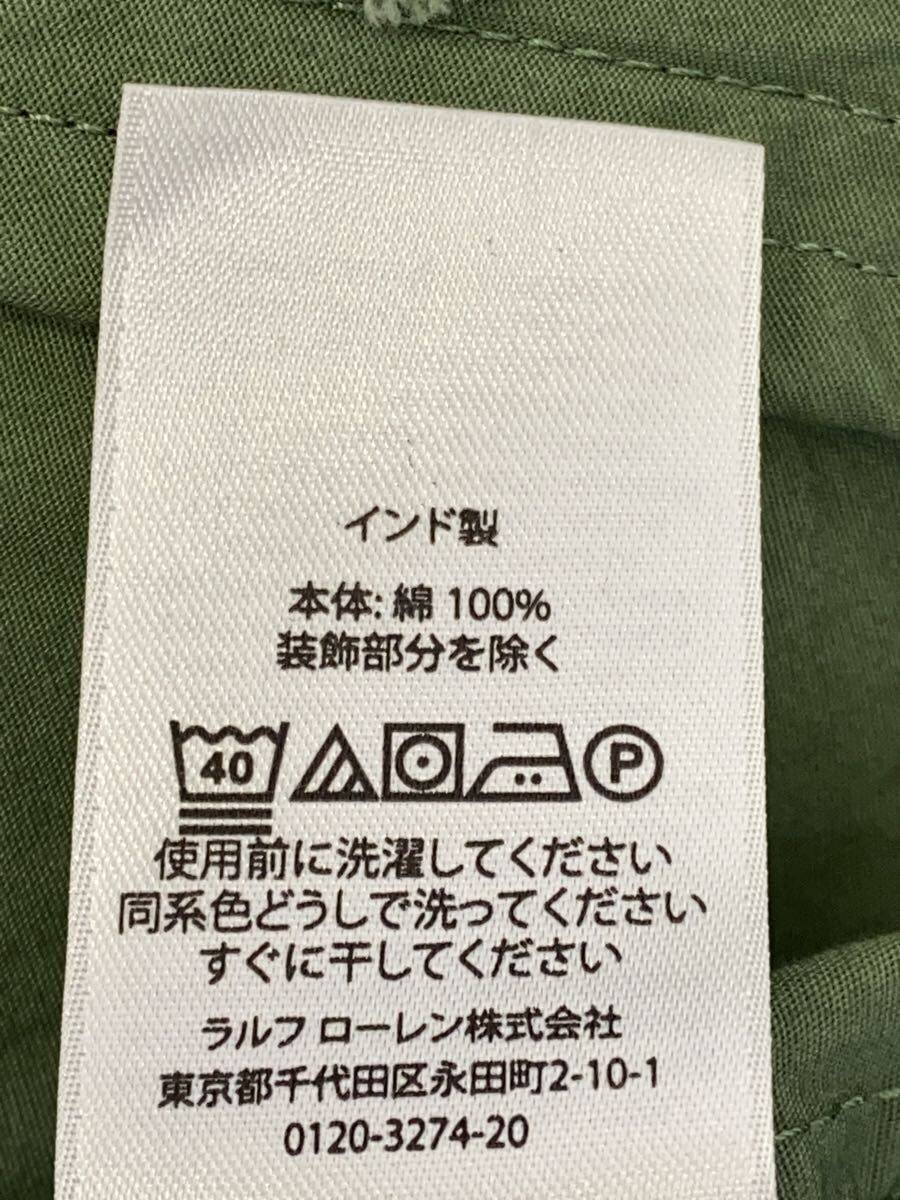 インド製
本体: 綿 100%
装飾部分を除く
40 P
使用前に洗濯してください
同系色どうしで洗ってください
すぐに干してください
ラルフ ローレン株式会社
東京都千代田区永田町2-10-1
0120-3274-20